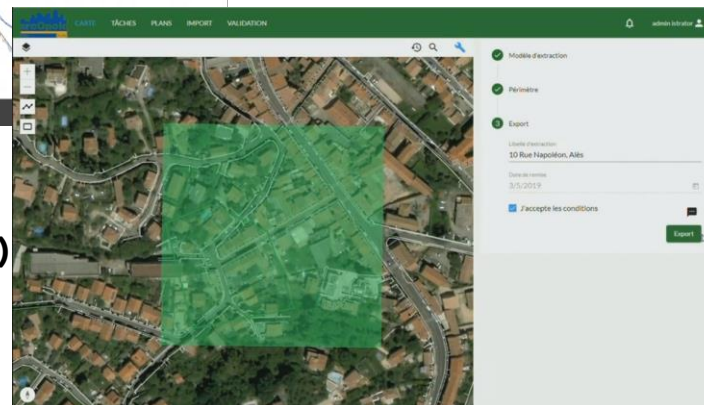 CARTE TÂCHES PLANS IMPORT VALIDATION
admin istrator
Modèle d'extraction
Périmètre
3 Export
Libellé d'extraction
10 Rue Napoléon, Alès
Date de remise
3/5/2019
J'accepte les conditions
Export
)